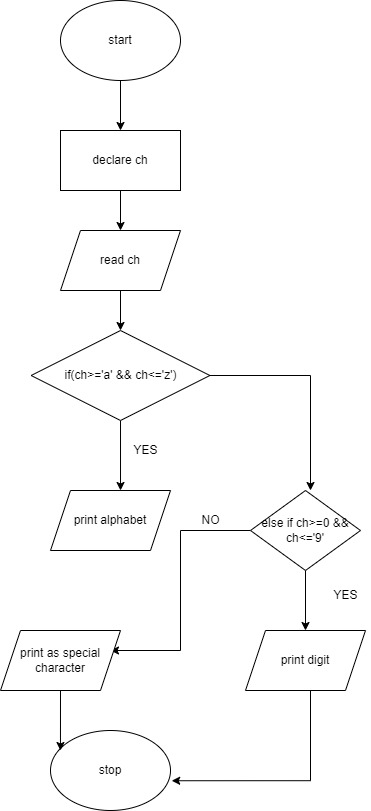 start
declare ch
read ch
if(ch>='a' && ch<='z')
YES
print alphabet
else if ch>=0 &&
ch<='9'
NO
YES
print as special
character
print digit
stop